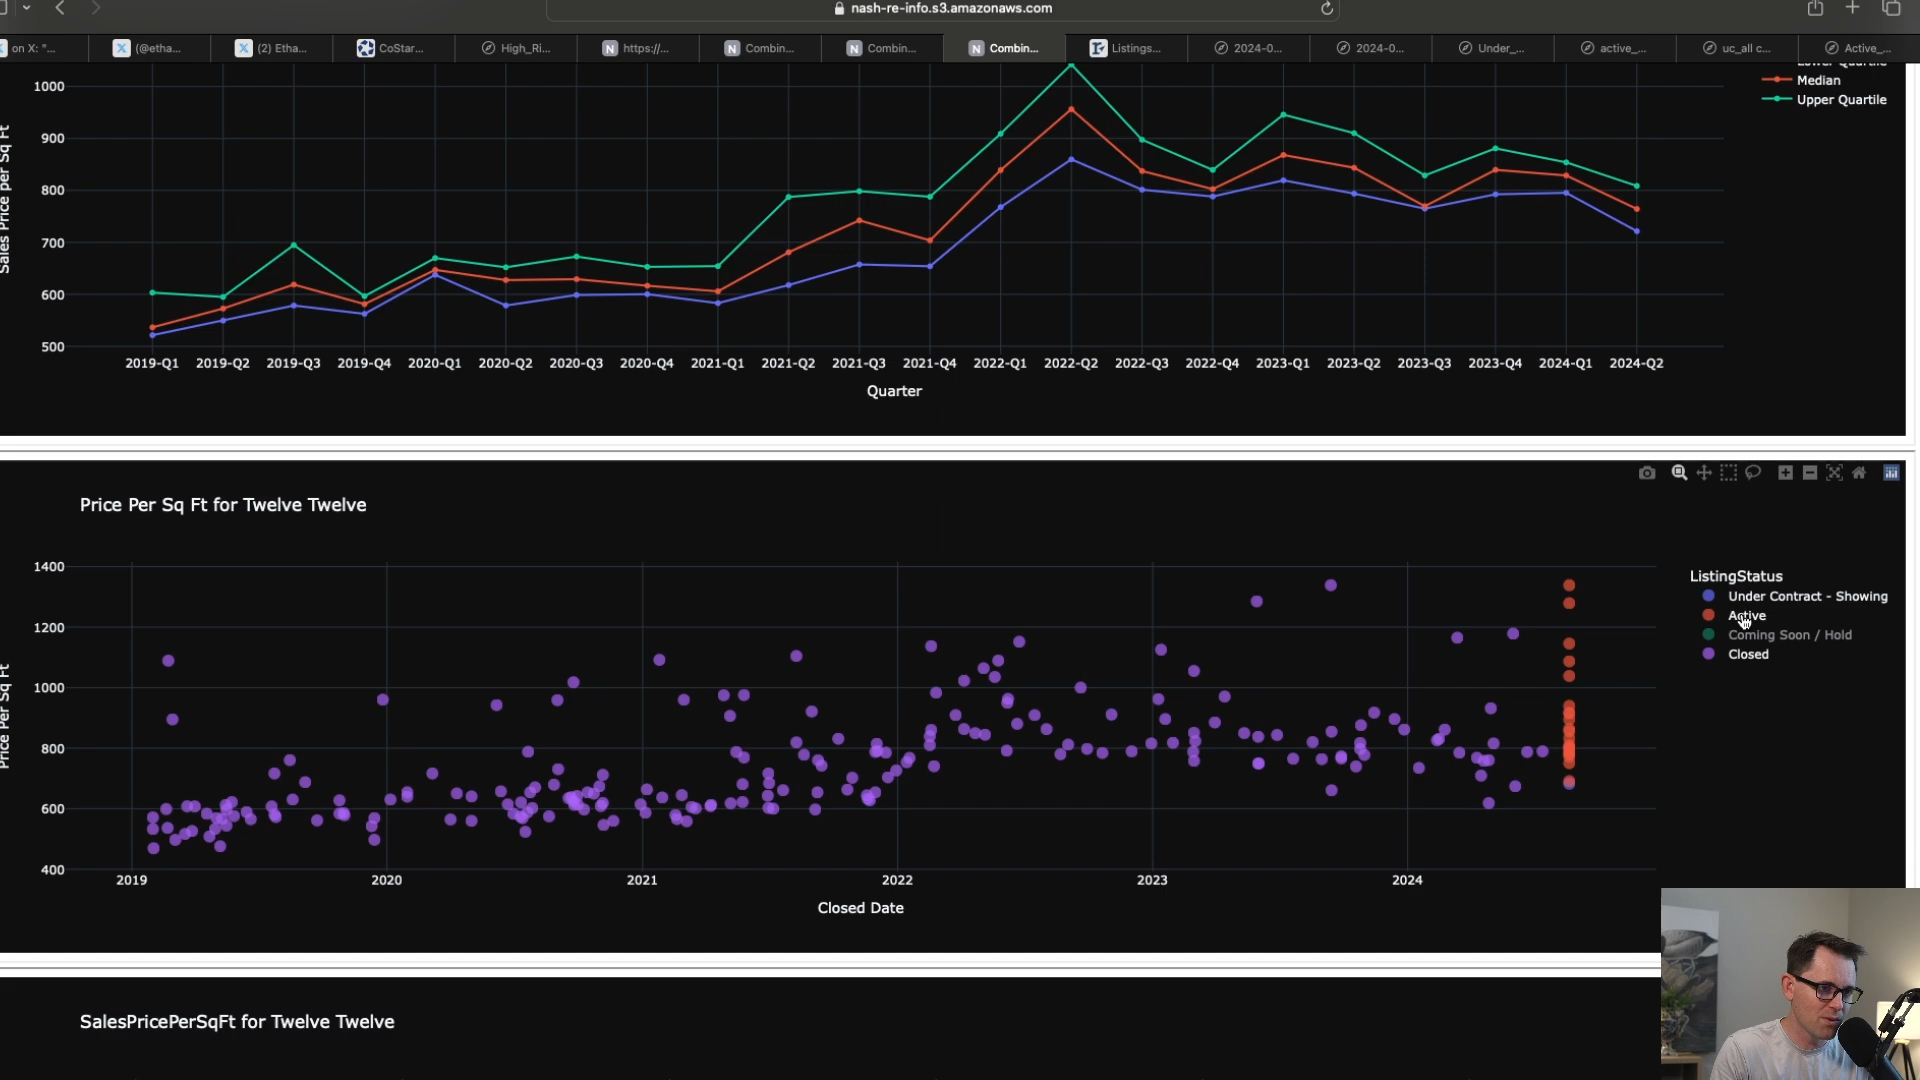 nash-re-info.s3.amazonaws.com
on X: "...
(@etha...
(2) Etha...
CoStar...
High_Ri...
https://...
Combin...
Combin...
Combin...
Listings...
2024-0...
2024-0...
Under_...
active_...
uc_all c...
Active_...
Lower Quartile
Median
Upper Quartile
Sales Price per Sq Ft
1000
900
800
700
600
500
2019-Q1 2019-Q2 2019-Q3 2019-Q4 2020-Q1 2020-Q2 2020-Q3 2020-Q4 2021-Q1 2021-Q2 2021-Q3 2021-Q4 2022-Q1 2022-Q2 2022-Q3 2022-Q4 2023-Q1 2023-Q2 2023-Q3 2023-Q4 2024-Q1 2024-Q2
Quarter
Price Per Sq Ft for Twelve Twelve
Price Per Sq Ft
1400
1200
1000
800
600
400
2019 2020 2021 2022 2023 2024
Closed Date
ListingStatus
Under Contract - Showing
Active
Coming Soon / Hold
Closed
SalesPricePerSqFt for Twelve Twelve